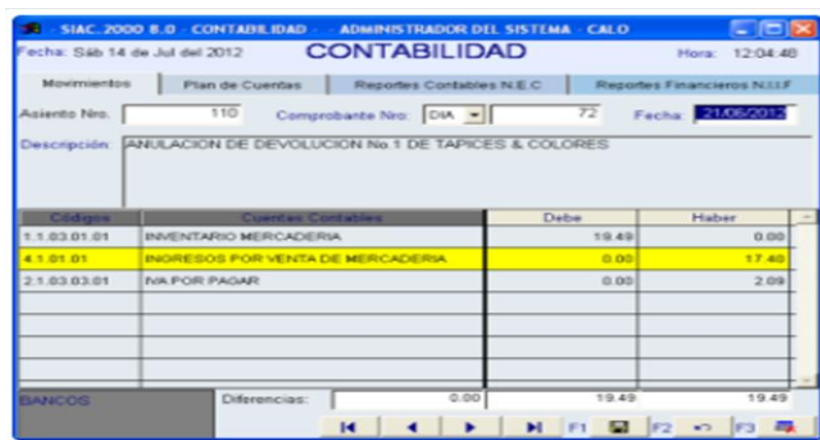 - SIAC.2000 8.0 - CONTABILIDAD - - ADMINISTRADOR DEL SISTEMA - CALO
Fecha: Sáb 14 de Jul del 2012 CONTABILIDAD Hora: 12:04:48
Movimientos Plan de Cuentas Reportes Contables N.E.C Reportes Financieros N.I.I.F
Asiento Nro. 110 Comprobante Nro: DIA 72 Fecha: 21/06/2012
Descripción: ANULACION DE DEVOLUCION No.1 DE TAPICES & COLORES
Códigos Cuentas Contables Debe Haber
1.1.03.01.01 INVENTARIO MERCADERIA 19.49 0.00
4.1.01.01 INGRESOS POR VENTA DE MERCADERIA 0.00 17.40
2.1.03.03.01 IVA POR PAGAR 0.00 2.09
BANCOS Diferencias: 0.00 19.49 19.49
F1 F2 F3